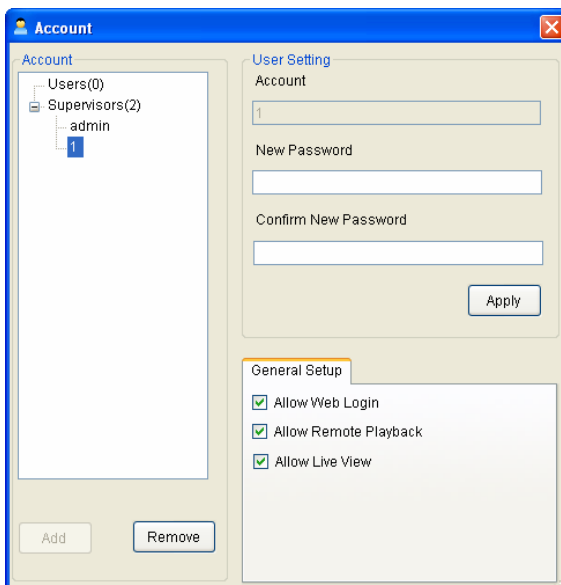 Account
Account
Users(0)
Supervisors(2)
admin
1
Add
Remove
User Setting
Account
1
New Password
Confirm New Password
Apply
General Setup
Allow Web Login
Allow Remote Playback
Allow Live View